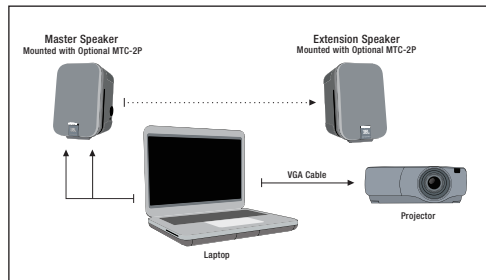 Master Speaker
Mounted with Optional MTC-2P
Extension Speaker
Mounted with Optional MTC-2P
VGA Cable
Projector
Laptop